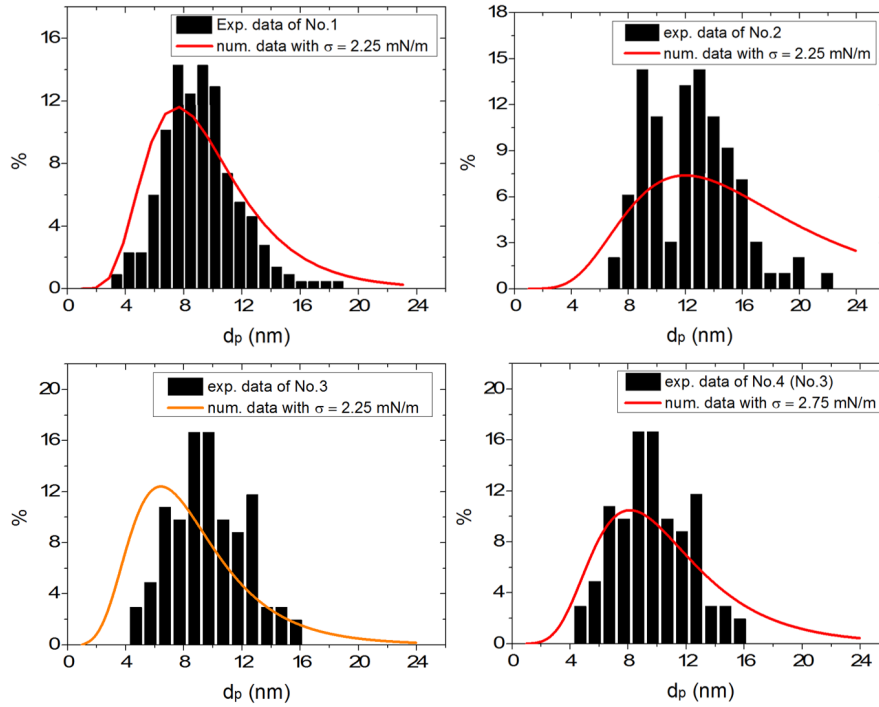 Exp. data of No.1
num. data with σ = 2.25 mN/m
16
12
8
4
0
%
0 4 8 12 16 20 24
dp (nm)
exp. data of No.2
num. data with σ = 2.25 mN/m
18
15
12
9
6
3
0
%
0 4 8 12 16 20 24
dp (nm)
exp. data of No.3
num. data with σ = 2.25 mN/m
20
16
12
8
4
0
%
0 4 8 12 16 20 24
dp (nm)
exp. data of No.4 (No.3)
num. data with σ = 2.75 mN/m
20
16
12
8
4
0
%
0 4 8 12 16 20 24
dp (nm)